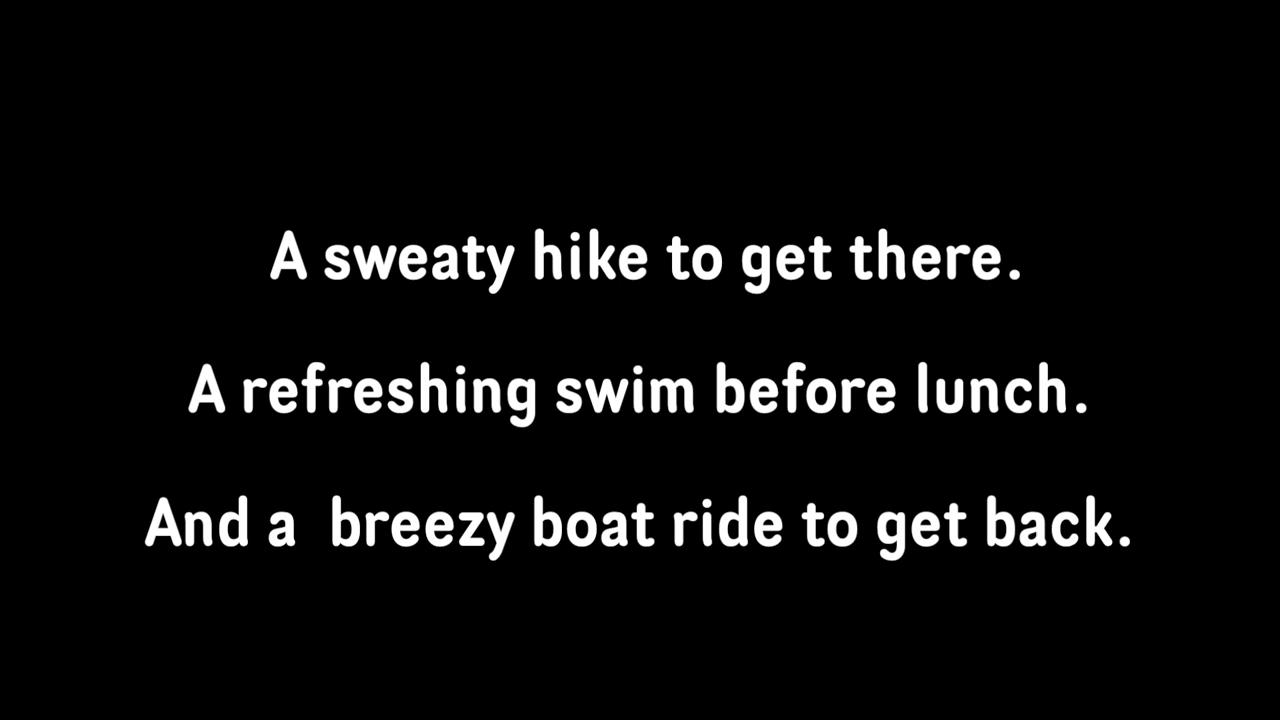 A sweaty hike to get there.
A refreshing swim before lunch.
And a  breezy boat ride to get back.